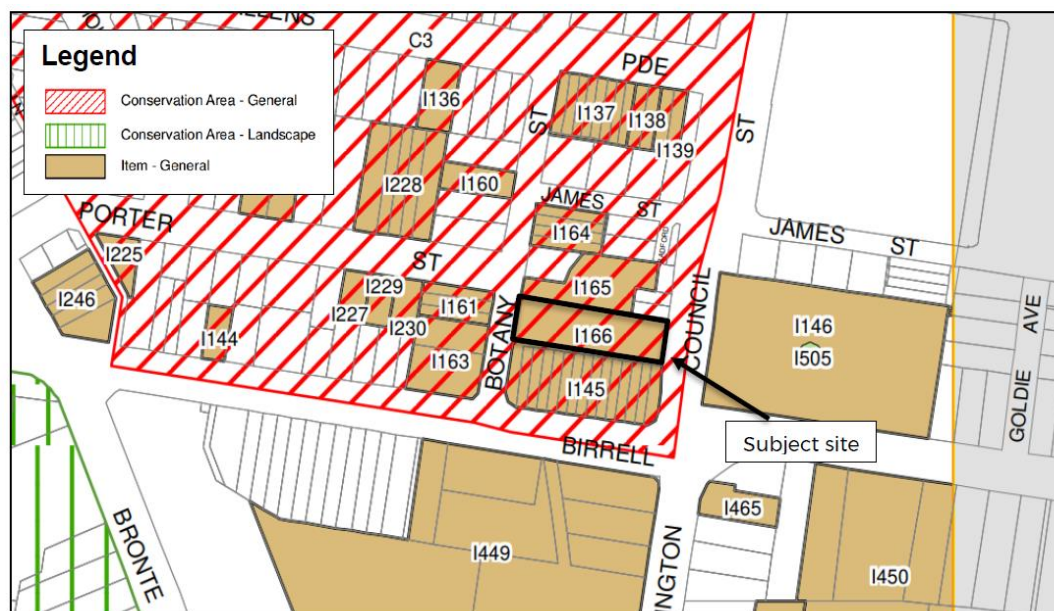 Legend
Conservation Area - General
Conservation Area - Landscape
Item - General
C3
PDE
I136
I137
I138
I139
ST
ST
I228
I160
JAMES ST
I164
PORTER
ST
I225
I246
I229
I227
I230
I161
I165
I144
I163
BOTANY
I166
I145
COUNCIL
JAMES ST
I146
I505
GOLDIE AVE
Subject site
BIRRELL
I465
BRONTE
I449
I450